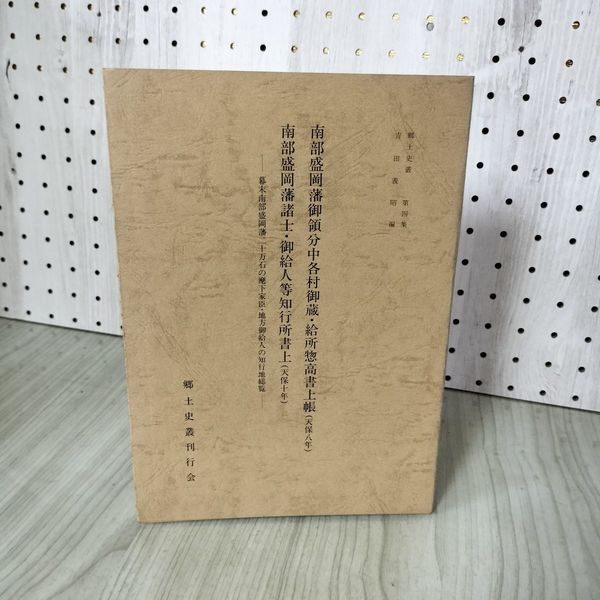 郷土史叢 第四集
吉田義昭編
南部盛岡藩御領分中各村御蔵・給所惣高書上帳(天保八年)
南部盛岡藩諸士・御給人等知行所書上(天保十年)
──幕末南部盛岡藩二十万石の麾下家臣・地方御給人の知行地総覧
郷土史叢刊行会